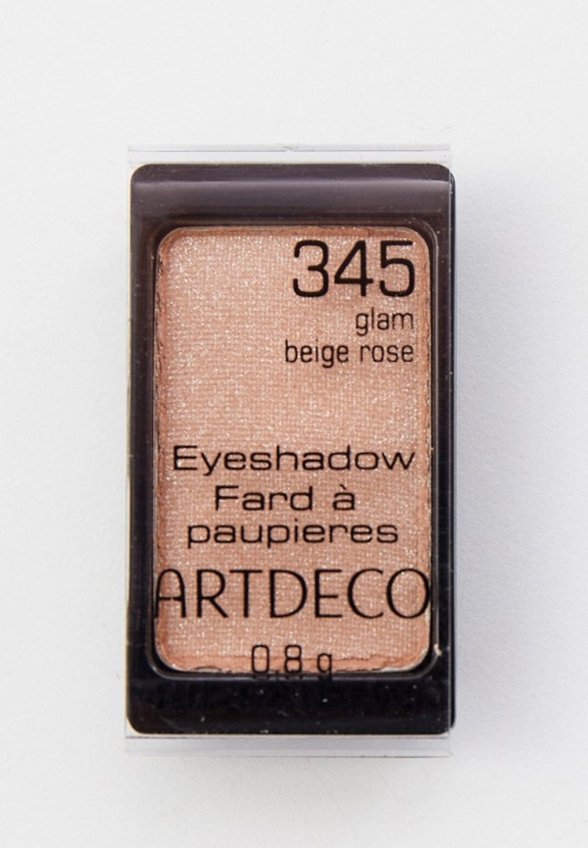 345
glam
beige rose
Eyeshadow
Fard à
paupieres
ARTDECO
0.8 g